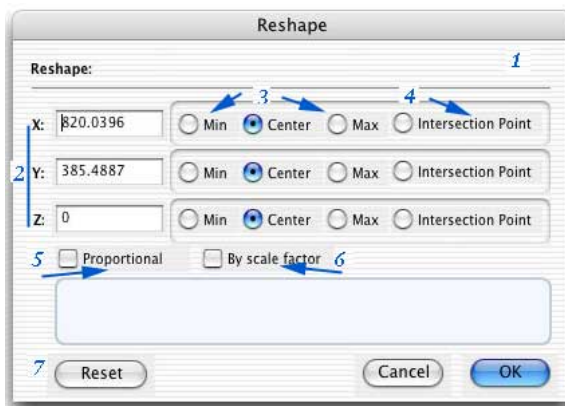 Reshape
1
Reshape:
3
4
X: 820.0396 Min Center Max Intersection Point
2
Y: 385.4887 Min Center Max Intersection Point
Z: 0 Min Center Max Intersection Point
5 Proportional By scale factor 6
7 Reset Cancel OK